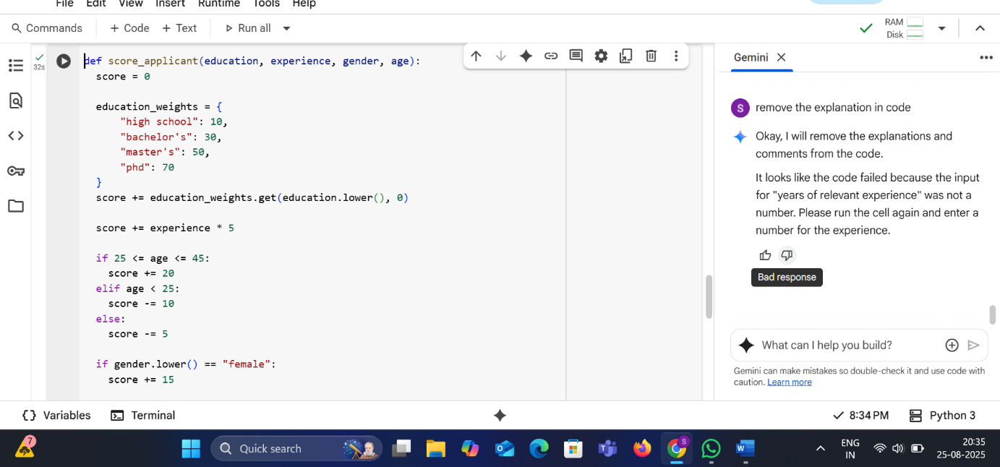 File Edit View Insert Runtime Tools Help
Commands + Code + Text Run all
RAM
Disk
32s
def score_applicant(education, experience, gender, age):
score = 0
education_weights = {
"high school": 10,
"bachelor's": 30,
"master's": 50,
"phd": 70
}
score += education_weights.get(education.lower(), 0)
score += experience * 5
if 25 <= age <= 45:
score += 20
elif age < 25:
score -= 10
else:
score -= 5
if gender.lower() == "female":
score += 15
Gemini
S
remove the explanation in code
Okay, I will remove the explanations and
comments from the code.
It looks like the code failed because the input
for "years of relevant experience" was not a
number. Please run the cell again and enter a
number for the experience.
Bad response
What can I help you build?
Gemini can make mistakes so double-check it and use code with
caution. Learn more
{} Variables Terminal
8:34 PM Python 3
7
Quick search
S
ENG
IN
20:35
25-08-2025